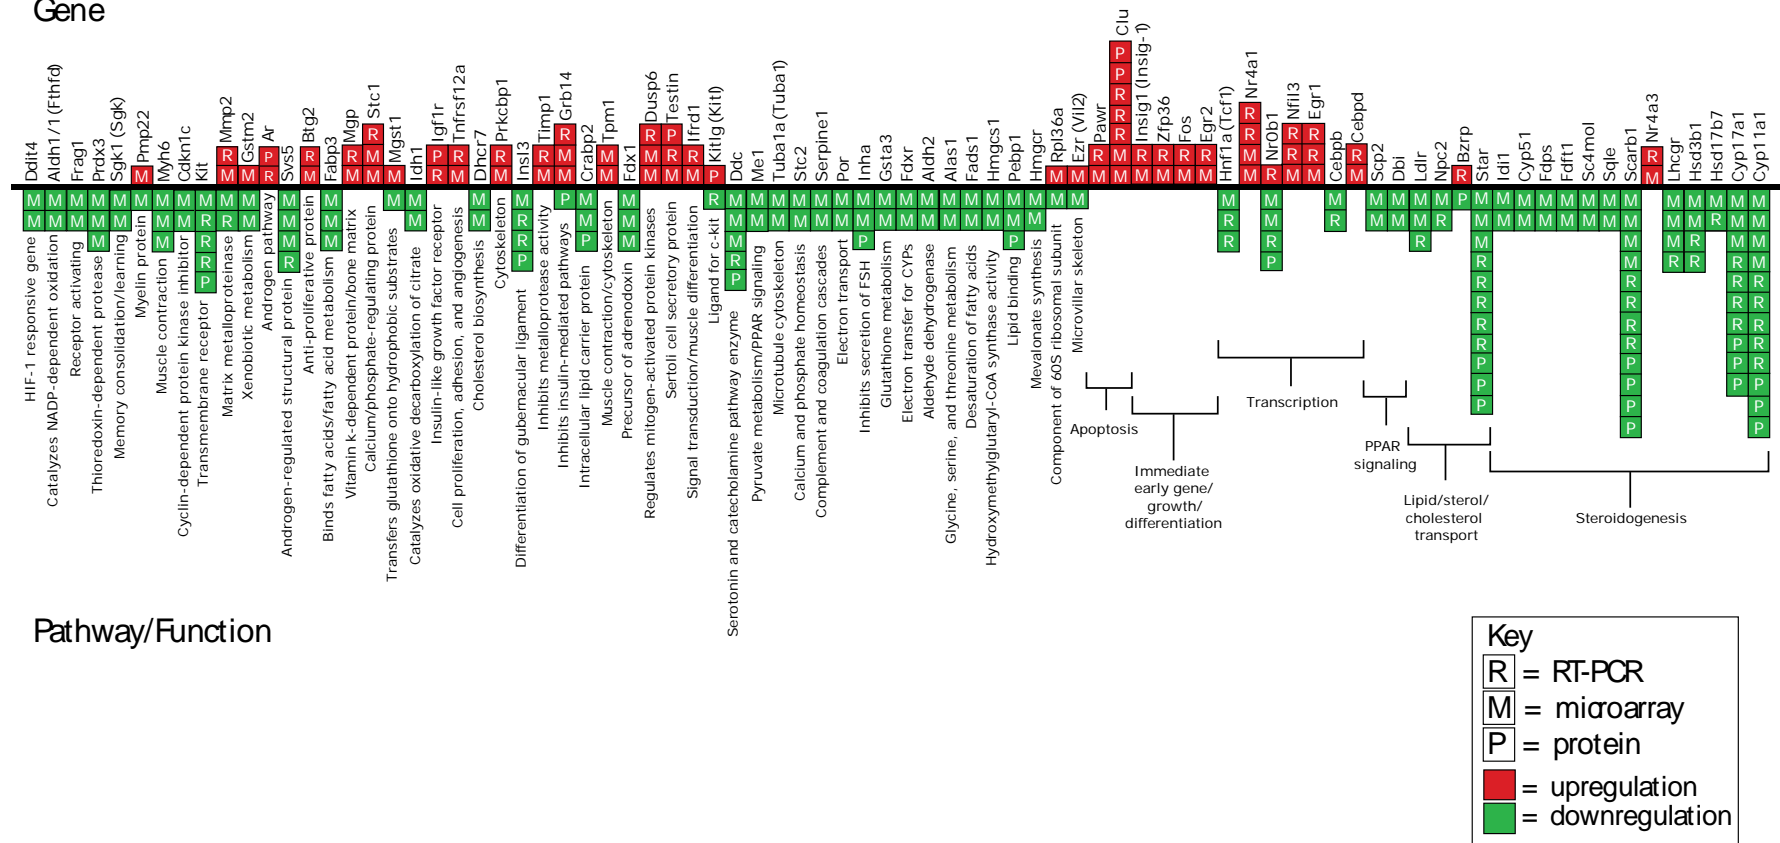 Gene
Ddit4
Aldh1/1 (Fthfd)
Frag1
Prdx3
Sgk1 (Sgk)
Pmp22
Myh6
Cdkn1c
Kit
Mmp2
Gstm2
Ar
Svs5
Btg2
Fabp3
Mgp
Stc1
Mgst1
Idh1
Igf1r
Tnfrsf12a
Dhcr7
Prkcbp1
Insl3
Timp1
Grb14
Crabp2
Tpm1
Fdx1
Dusp6
Testin
Ifrd1
Kitlg (Kitl)
Ddc
Me1
Tuba1a (Tuba1)
Stc2
Serpine1
Por
Inha
Gsta3
Fdxr
Aldh2
Alas1
Fads1
Hmgcs1
Pebp1
Hmgcr
Rpl36a
Ezr (Vil2)
Pawr
Clu
Insig1 (Insig-1)
Zfp36
Fos
Egr2
Hnf1a (Tcf1)
Nr4a1
Nr0b1
Nfil3
Egr1
Cebpb
Cebpd
Scp2
Dbi
Ldlr
Npc2
Bzrp
Star
Idi1
Cyp51
Fdps
Fdft1
Sc4mol
Sqle
Scarb1
Nr4a3
Lhcgr
Hsd3b1
Hsd17b7
Cyp17a1
Cyp11a1
HIF-1 responsive gene
Catalyzes NADP-dependent oxidation
Receptor activating
Thioredoxin-dependent protease
Memory consolidation/learning
Myelin protein
Muscle contraction
Cyclin-dependent protein kinase inhibitor
Transmembrane receptor
Matrix metalloproteinase
Xenobiotic metabolism
Androgen pathway
Androgen-regulated structural protein
Anti-proliferative protein
Binds fatty acids/fatty acid metabolism
Vitamin k-dependent protein/bone matrix
Calcium/phosphate-regulating protein
Transfers glutathione onto hydrophobic substrates
Catalyzes oxidative decarboxylation of citrate
Insulin-like growth factor receptor
Cell proliferation, adhesion, and angiogenesis
Cholesterol biosynthesis
Cytoskeleton
Differentiation of gubernacular ligament
Inhibits metalloprotease activity
Inhibits insulin-mediated pathways
Intracellular lipid carrier protein
Muscle contraction/cytoskeleton
Precursor of adrenodoxin
Regulates mitogen-activated protein kinases
Sertoli cell secretory protein
Signal transduction/muscle differentiation
Ligand for c-kit
Serotonin and catecholamine pathway enzyme
Pyruvate metabolism/PPAR signaling
Microtubule cytoskeleton
Calcium and phosphate homeostasis
Complement and coagulation cascades
Electron transport
Inhibits secretion of FSH
Glutathione metabolism
Electron transfer for CYPs
Aldehyde dehydrogenase
Glycine, serine, and threonine metabolism
Desaturation of fatty acids
Hydroxymethylglutaryl-CoA synthase activity
Lipid binding
Mevalonate synthesis
Component of 60S ribosomal subunit
Microvillar skeleton
Apoptosis
Immediate
early gene/
growth/
differentiation
Transcription
PPAR
signaling
Lipid/sterol/
cholesterol
transport
Steroidogenesis
Pathway/Function
Key
R = RT-PCR
M = microarray
P = protein
= upregulation
= downregulation